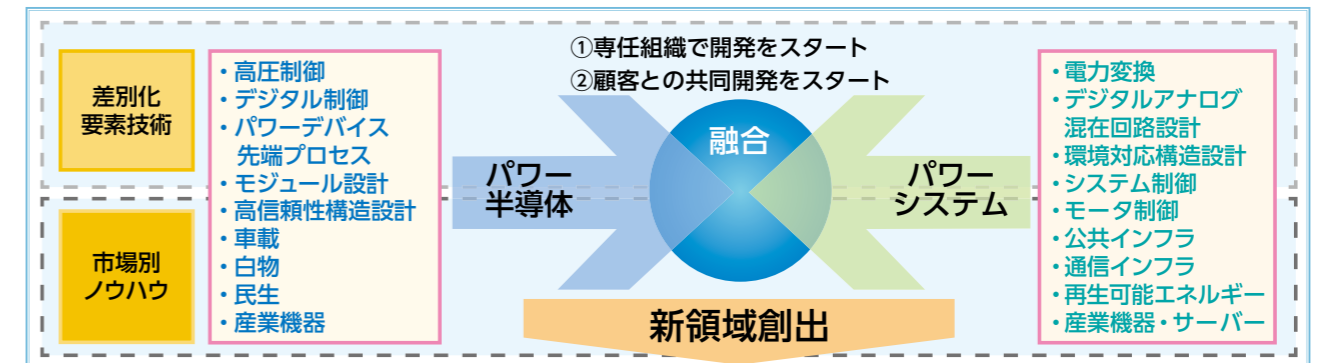 ①専任組織で開発をスタート
②顧客との共同開発をスタート
差別化
要素技術
市場別
ノウハウ
・高圧制御
・デジタル制御
・パワーデバイス
先端プロセス
・モジュール設計
・高信頼性構造設計
・車載
・白物
・民生
・産業機器
パワー
半導体
融合
パワー
システム
新領域創出
・電力変換
・デジタルアナログ
混在回路設計
・環境対応構造設計
・システム制御
・モータ制御
・公共インフラ
・通信インフラ
・再生可能エネルギー
・産業機器・サーバー